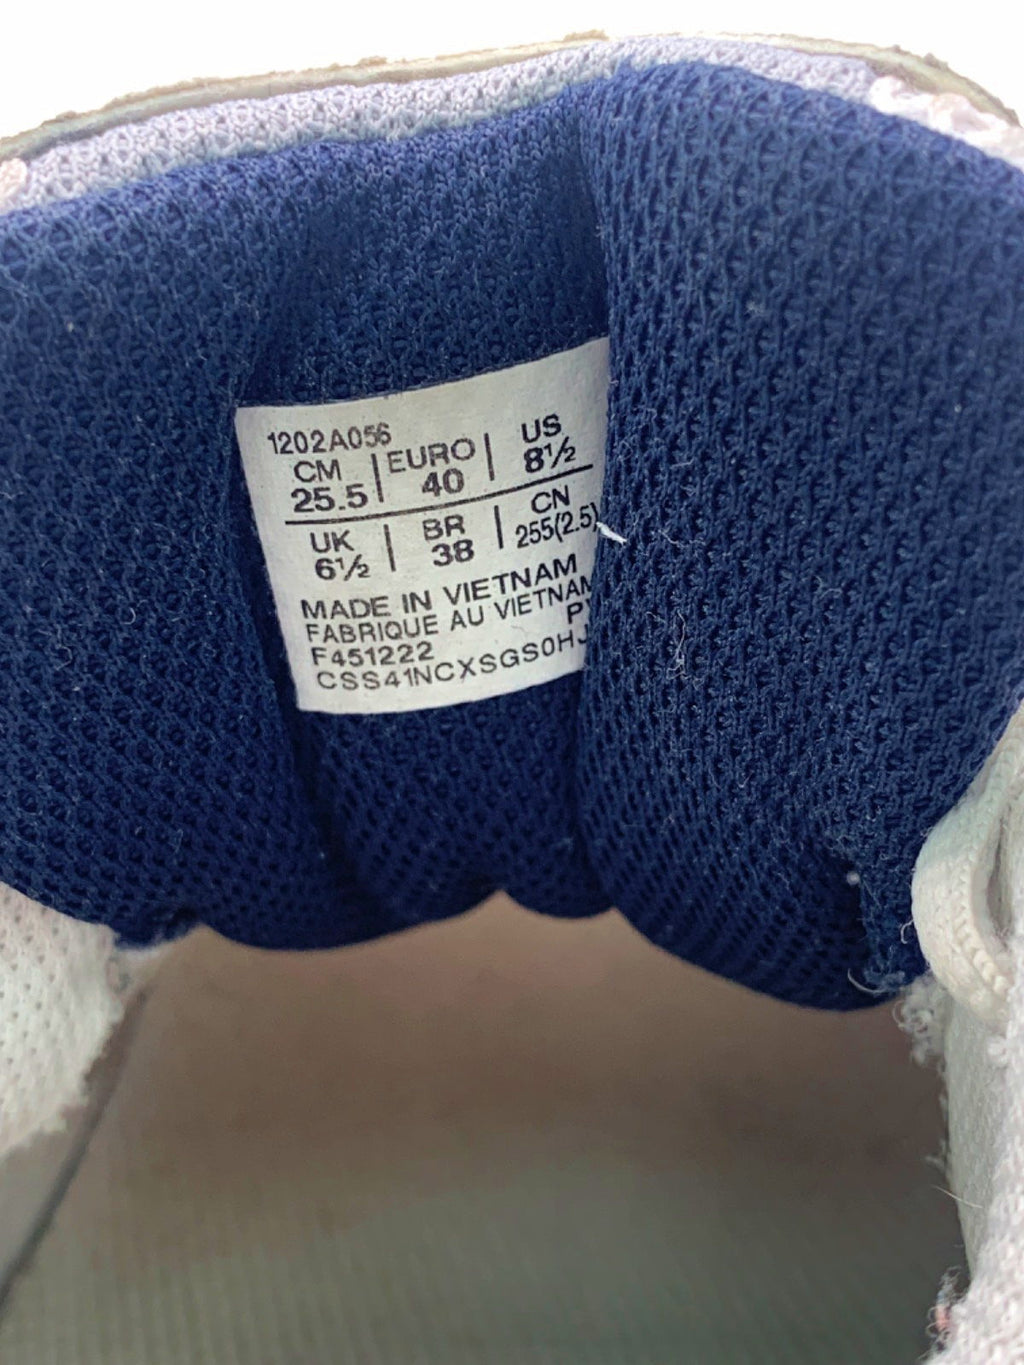 1202A056
CM | EURO | US
25.5 | 40 | 8½
UK | BR | CN
6½ | 38 | 255(2.5)
MADE IN VIETNAM
FABRIQUE AU VIETNAM
F451222
CSS41NCXSGS0HJ